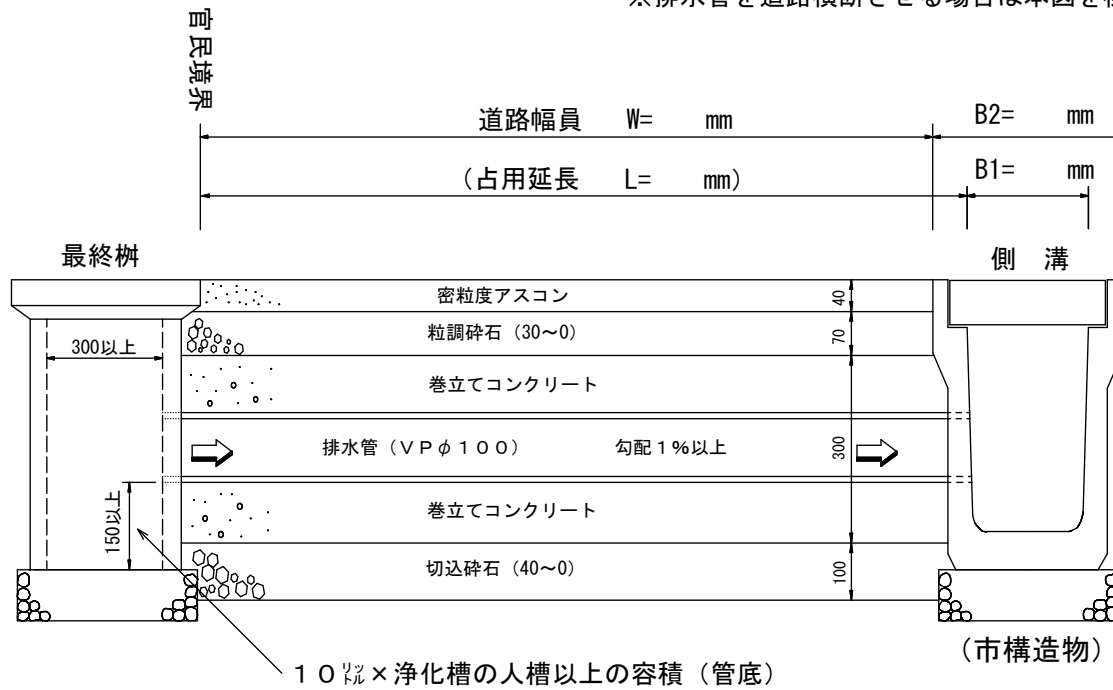 ※排水管を道路横断させる場合は本図を
官民境界
道路幅員 W= mm
B2= mm
(占用延長 L= mm)
B1= mm
最終桝
側 溝
密粒度アスコン
40
300以上
粒調砕石(30~0)
70
巻立てコンクリート
排水管(VPφ100) 勾配1%以上
300
150以上
巻立てコンクリート
切込砕石(40~0)
100
(市構造物)
10リットル×浄化槽の人槽以上の容積(管底)